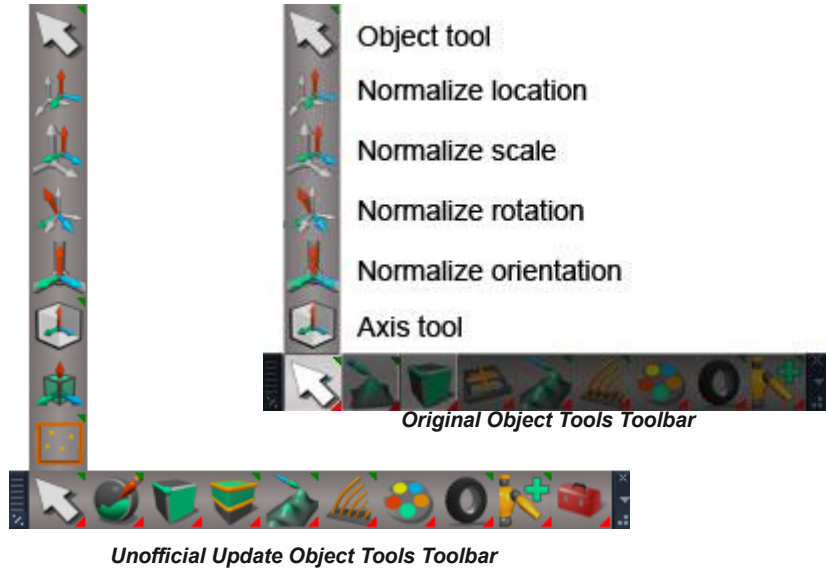 Object tool
Normalize location
Normalize scale
Normalize rotation
Normalize orientation
Axis tool
Original Object Tools Toolbar
Unofficial Update Object Tools Toolbar